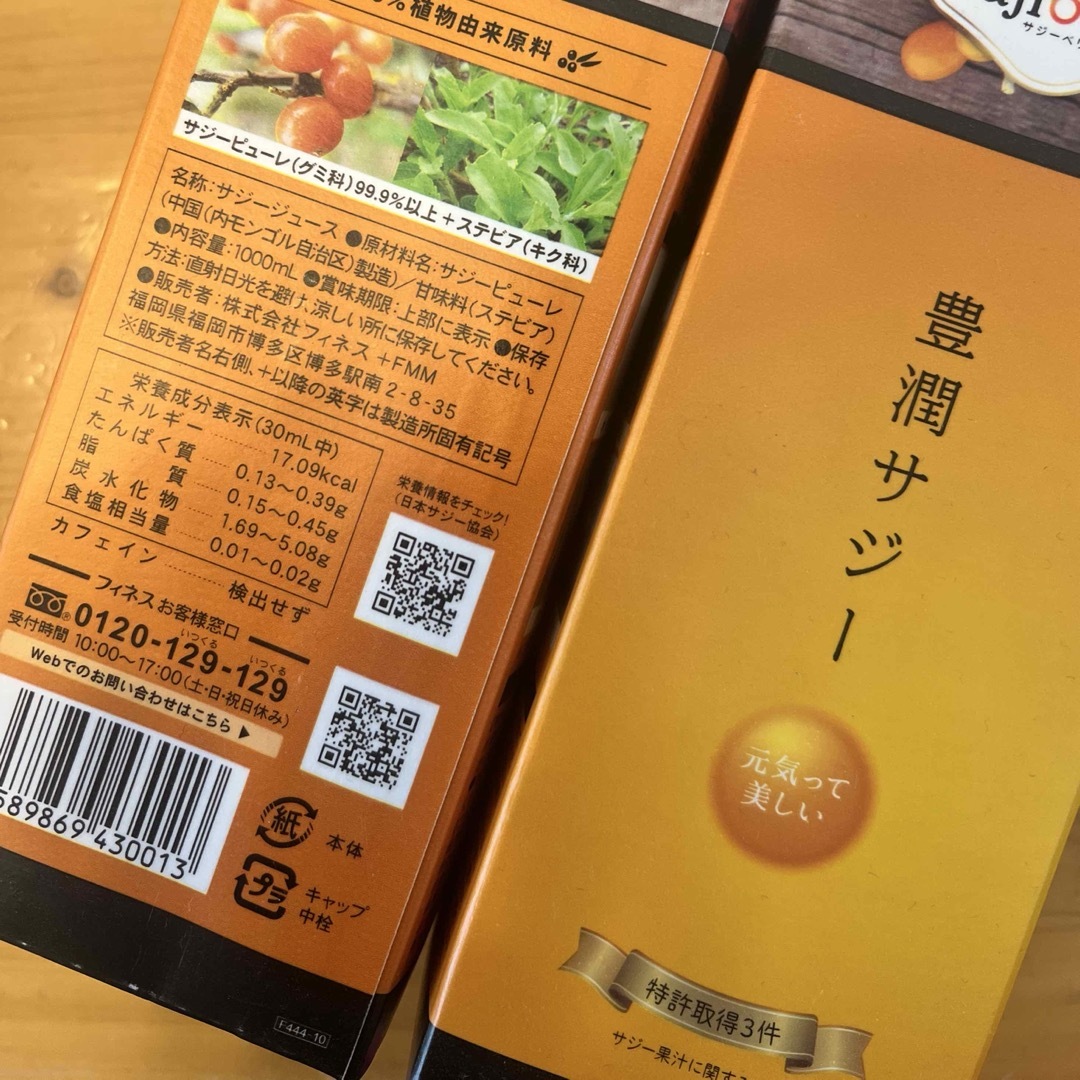 %植物由来原料
サジーピューレ(グミ科)99.9%以上+ステビア(キク科)
名称:サジージュース ●原材料名:サジーピューレ
(中国(内モンゴル自治区)製造)/甘味料(ステビア)
●内容量:1000mL ●賞味期限:上部に表示 ●保存
方法:直射日光を避け、涼しい所に保存してください。
●販売者:株式会社フィネス +FMM
福岡県福岡市博多区博多駅南2-8-35
※販売者名右側、+以降の英字は製造所固有記号
栄養成分表示(30mL中)
エネルギー 17.09kcal
たんぱく質 0.13〜0.39g
脂質 0.15〜0.45g
炭水化物 1.69〜5.08g
食塩相当量 0.01〜0.02g
カフェイン 検出せず
栄養情報をチェック!
(日本サジー協会)
フィネスお客様窓口
いつくる いつくる
0120-129-129
受付時間 10:00〜17:00(土・日・祝日休み)
Webでのお問い合わせはこちら▶
589869 430013
紙 本体
プラ キャップ
中栓
F444-10
サジーべ
豊潤サジー
元気って
美しい
特許取得3件
サジー果汁に関する